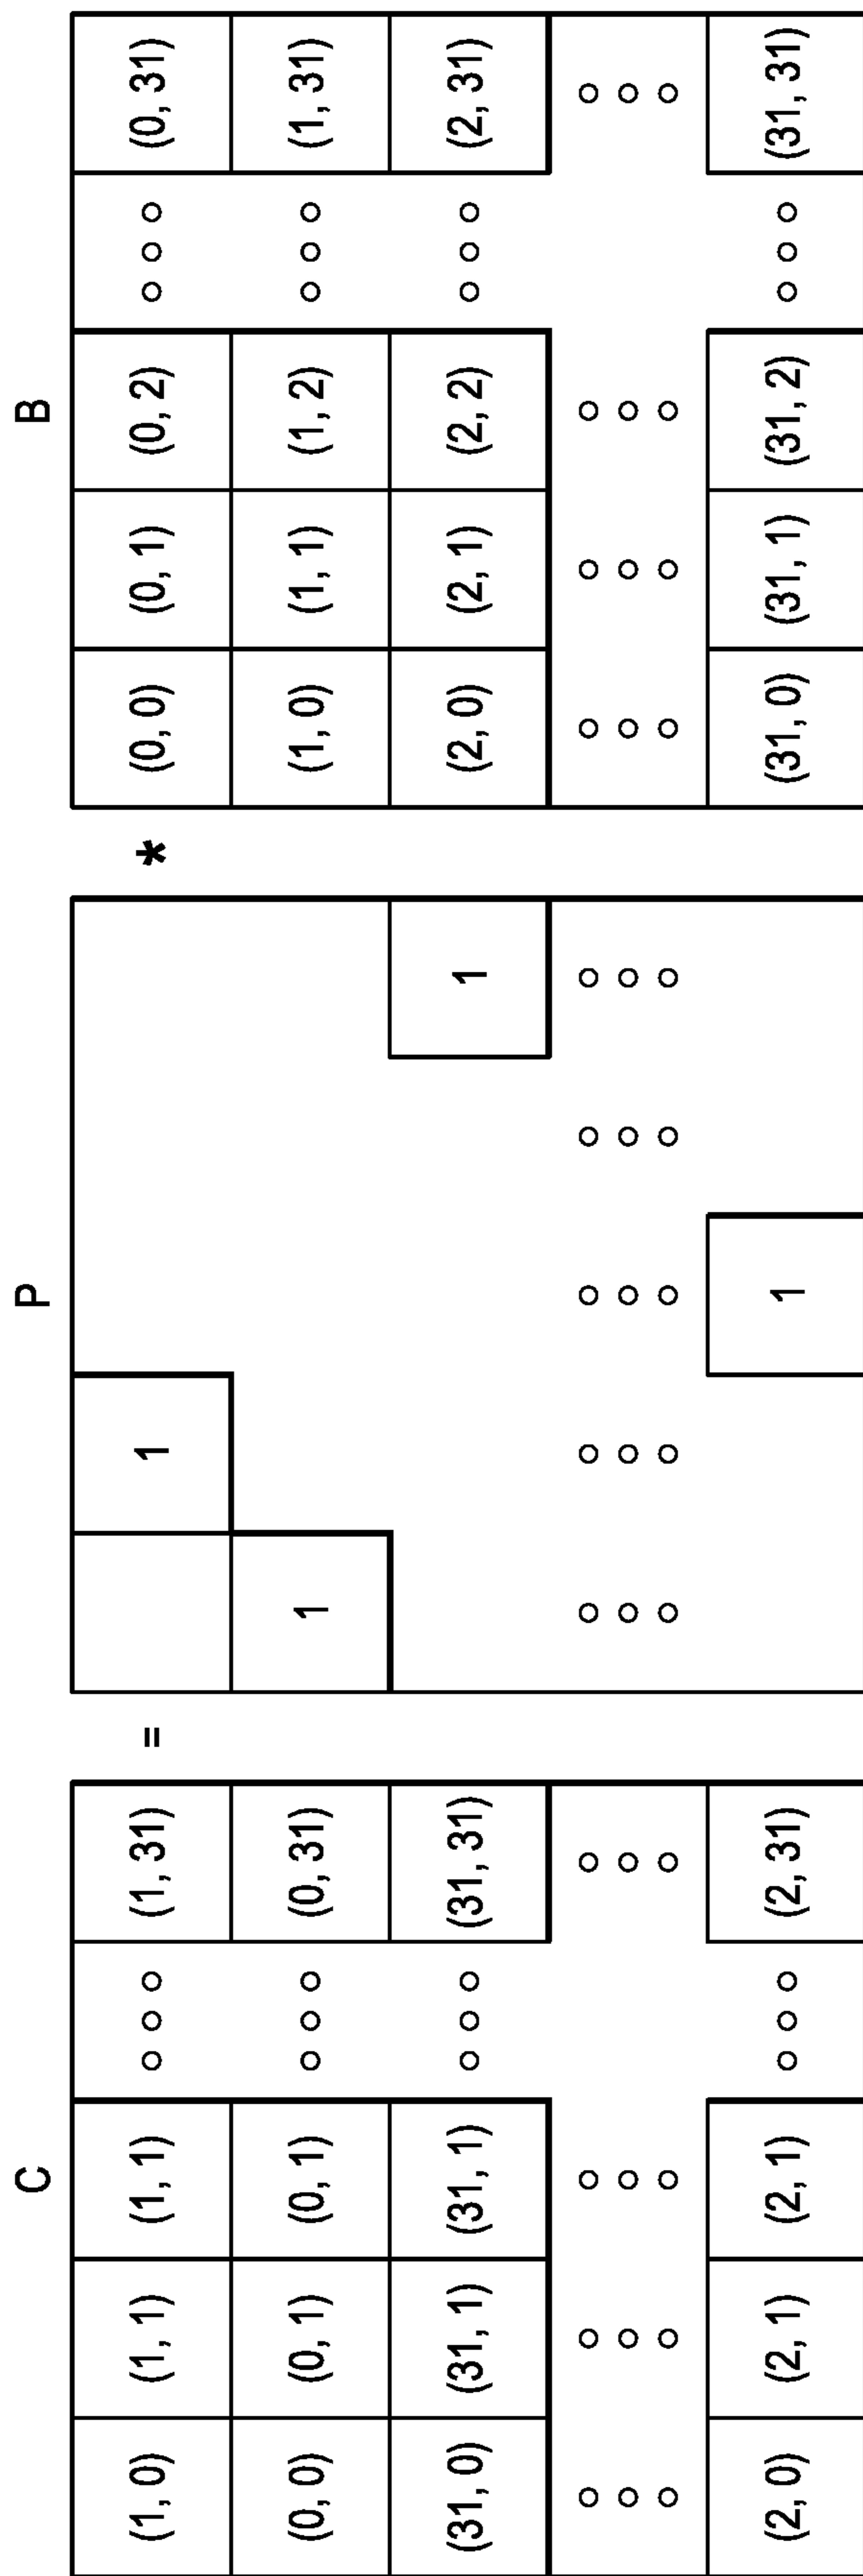 C P B
(1, 0) (1, 1) (1, 1) (1, 31) = 1 * (0, 0) (0, 1) (0, 2) (0, 31)
(0, 0) (0, 1) (0, 1) (0, 31) 1 (1, 0) (1, 1) (1, 2) (1, 31)
(31, 0) (31, 1) (31, 1) (31, 31) 1 (2, 0) (2, 1) (2, 2) (2, 31)
(2, 0) (2, 1) (2, 1) (2, 31) 1 (31, 0) (31, 1) (31, 2) (31, 31)